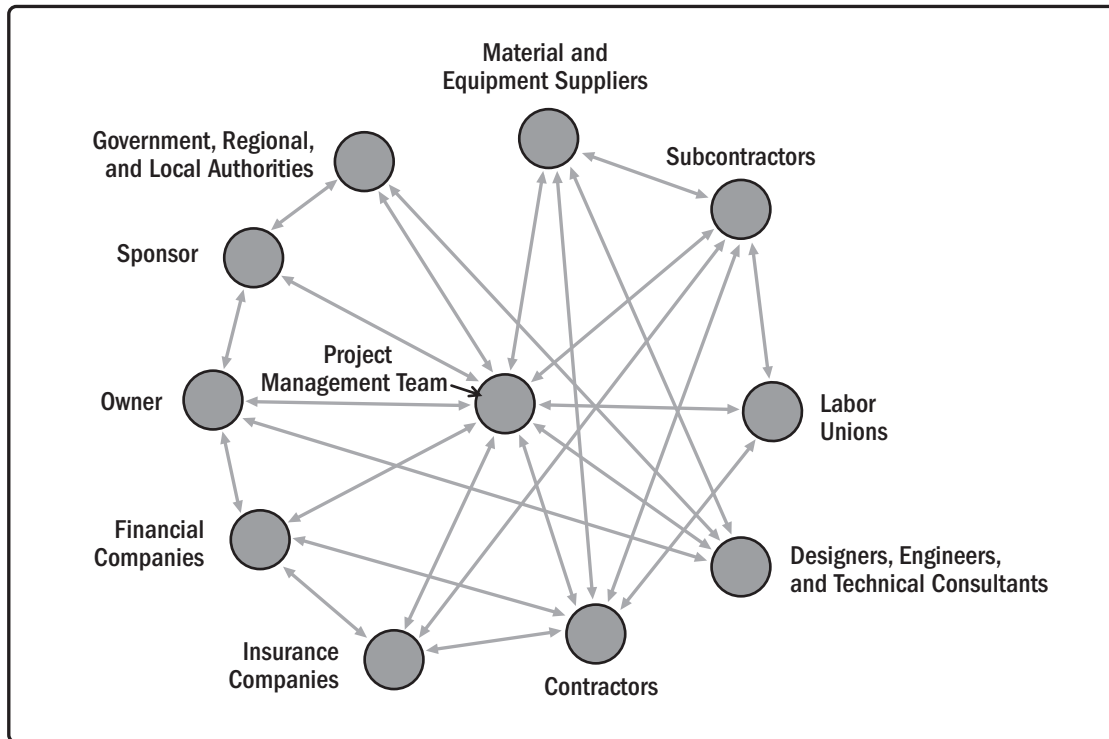 Material and
Equipment Suppliers
Government, Regional,
and Local Authorities
Subcontractors
Sponsor
Project
Management Team
Owner
Labor
Unions
Financial
Companies
Designers, Engineers,
and Technical Consultants
Insurance
Companies
Contractors